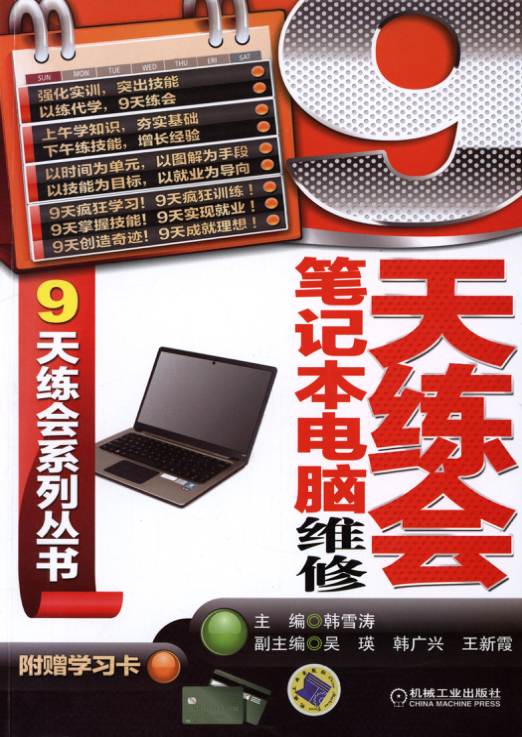 SUN MON TUE WED THU FRI SAT
强化实训，突出技能
以练代学，9天练会
上午学知识，夯实基础
下午练技能，增长经验
以时间为单元，以图解为手段
以技能为目标，以就业为导向
9天疯狂学习！9天疯狂训练！
9天掌握技能！9天实现就业！
9天创造奇迹！9天成就理想！
9
天练会
笔记本电脑维修
9天练会系列丛书
主 编◎韩雪涛
副主编◎吴 瑛 韩广兴 王新霞
附赠学习卡
机械工业出版社
CHINA MACHINE PRESS